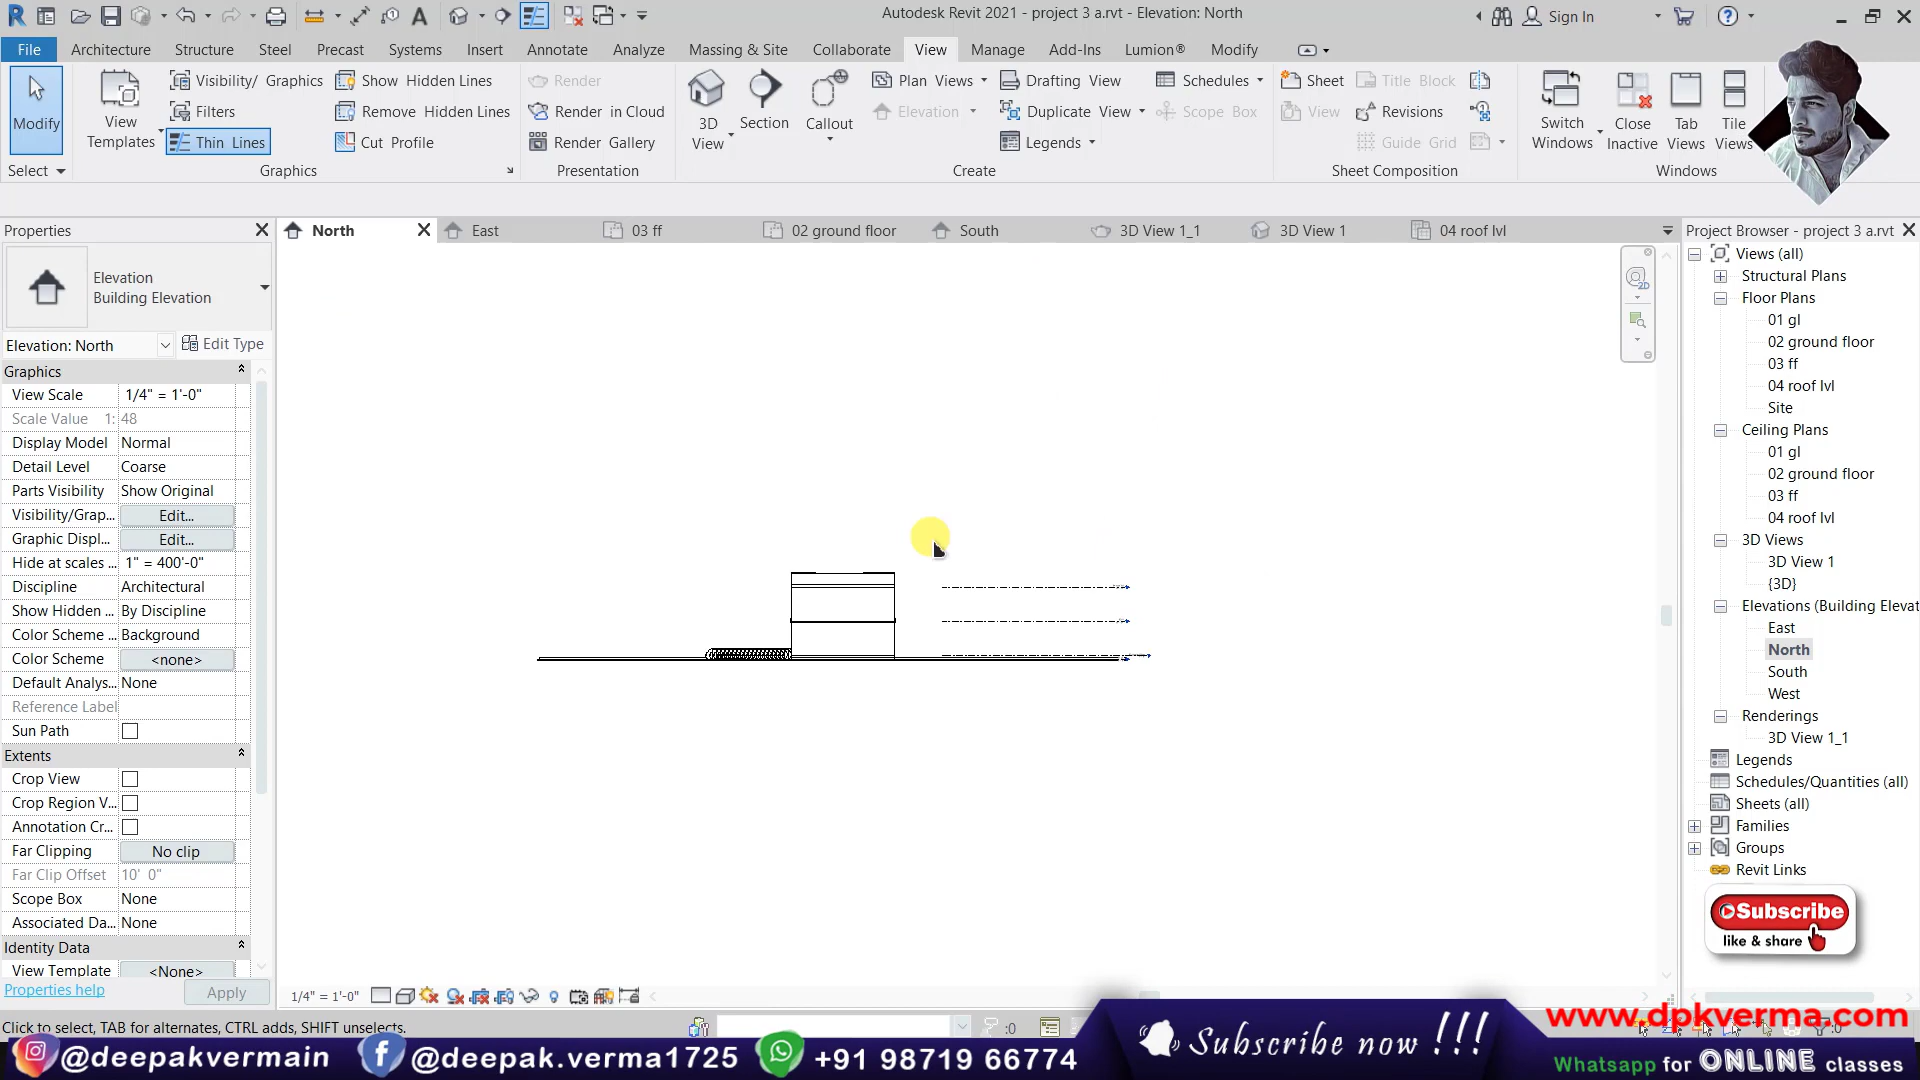 Autodesk Revit 2021 - project 3 a.rvt - Elevation: North
Sign In
File Architecture Structure Steel Precast Systems Insert Annotate Analyze Massing & Site Collaborate View Manage Add-Ins Lumion® Modify
Modify
Select
View Templates
Visibility/ Graphics
Filters
Thin Lines
Show Hidden Lines
Remove Hidden Lines
Cut Profile
Graphics
Render
Render in Cloud
Render Gallery
Presentation
3D View
Section
Callout
Plan Views
Elevation
Drafting View
Duplicate View
Legends
Schedules
Scope Box
Create
Sheet
View
Title Block
Revisions
Guide Grid
Sheet Composition
Switch Windows
Close Inactive
Tab Views
Tile Views
Windows
Properties
North
East
03 ff
02 ground floor
South
3D View 1_1
3D View 1
04 roof lvl
Project Browser - project 3 a.rvt
Elevation
Building Elevation
Elevation: North
Edit Type
Graphics
View Scale 1/4" = 1'-0"
Scale Value 1: 48
Display Model Normal
Detail Level Coarse
Parts Visibility Show Original
Visibility/Grap... Edit...
Graphic Displ... Edit...
Hide at scales ... 1" = 400'-0"
Discipline Architectural
Show Hidden ... By Discipline
Color Scheme ... Background
Color Scheme <none>
Default Analys... None
Reference Label
Sun Path
Extents
Crop View
Crop Region V...
Annotation Cr...
Far Clipping No clip
Far Clip Offset 10' 0"
Scope Box None
Associated Da... None
Identity Data
View Template <None>
Properties help
Apply
2D
Views (all)
Structural Plans
Floor Plans
01 gl
02 ground floor
03 ff
04 roof lvl
Site
Ceiling Plans
01 gl
02 ground floor
03 ff
04 roof lvl
3D Views
3D View 1
{3D}
Elevations (Building Elevat
East
North
South
West
Renderings
3D View 1_1
Legends
Schedules/Quantities (all)
Sheets (all)
Families
Groups
Revit Links
Subscribe
like & share
1/4" = 1'-0"
Click to select, TAB for alternates, CTRL adds, SHIFT unselects.
:0
:0
www.dpkverma.com
@deepakvermain
@deepak.verma1725
+91 98719 66774
Subscribe now !!!
Whatsapp for ONLINE classes